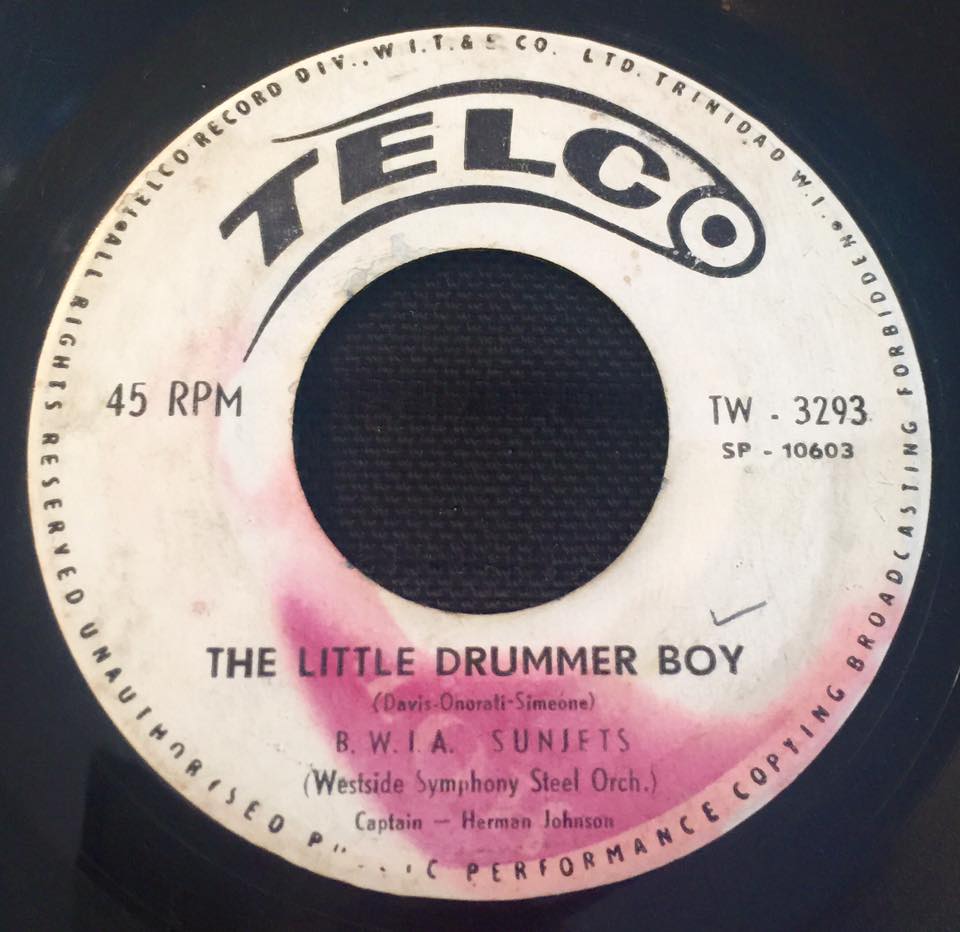 TELCO RECORD DIV., W.I.T. & E CO. LTD. TRINIDAD W.I. • ALL RIGHTS RESERVED UNAUTHORISED PERFORMANCE COPYING BROADCASTING FORBIDDEN •
TELCO
45 RPM
TW - 3293
SP - 10603
THE LITTLE DRUMMER BOY
(Davis-Onorati-Simeone)
B. W. I. A. SUNJETS
(Westside Symphony Steel Orch.)
Captain — Herman Johnson